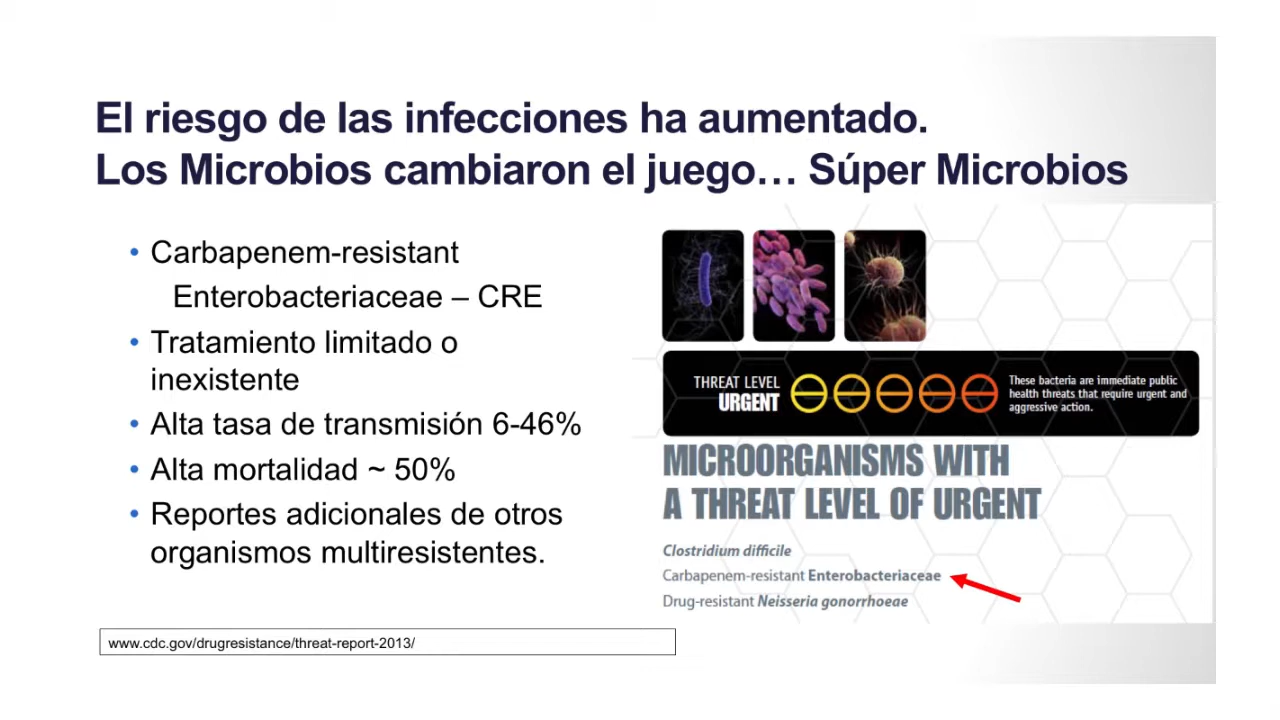 El riesgo de las infecciones ha aumentado.
Los Microbios cambiaron el juego… Súper Microbios
• Carbapenem-resistant
Enterobacteriaceae – CRE
• Tratamiento limitado o
inexistente
• Alta tasa de transmisión 6-46%
• Alta mortalidad ~ 50%
• Reportes adicionales de otros
organismos multiresistentes.
www.cdc.gov/drugresistance/threat-report-2013/
THREAT LEVEL
URGENT
These bacteria are immediate public
health threats that require urgent and
aggressive action.
MICROORGANISMS WITH
A THREAT LEVEL OF URGENT
Clostridium difficile
Carbapenem-resistant Enterobacteriaceae
Drug-resistant Neisseria gonorrhoeae